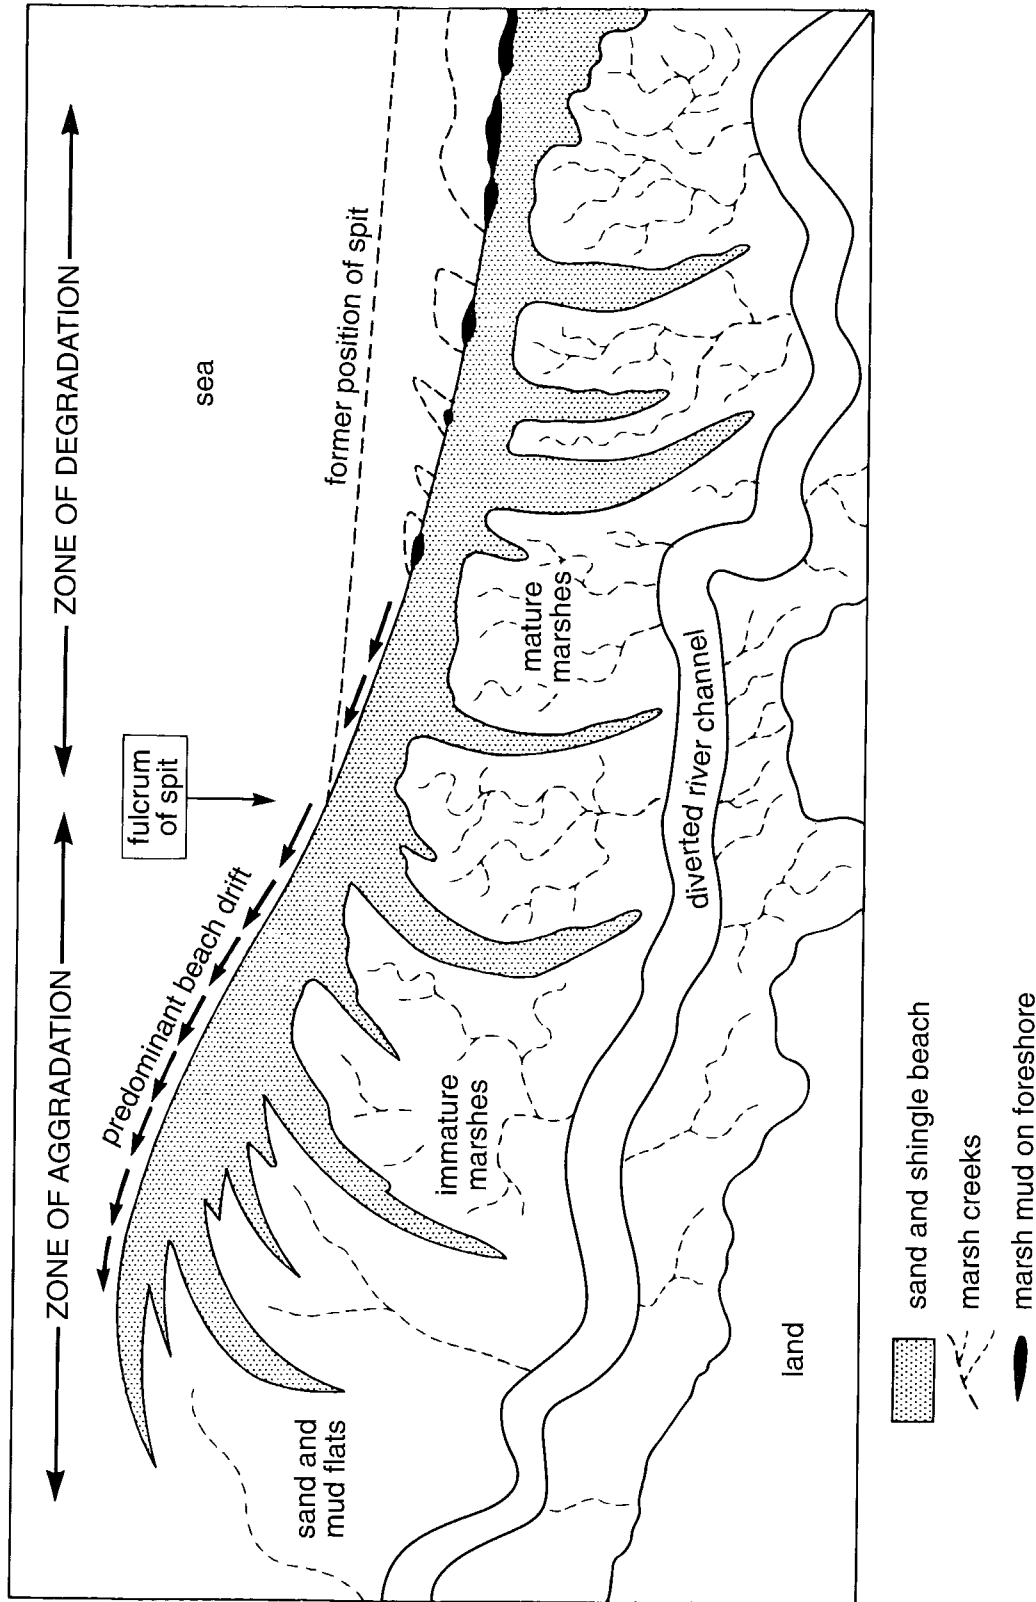 ZONE OF AGGRADATION
ZONE OF DEGRADATION
fulcrum
of spit
predominant beach drift
sea
former position of spit
mature
marshes
immature
marshes
sand and
mud flats
diverted river channel
land
sand and shingle beach
marsh creeks
marsh mud on foreshore